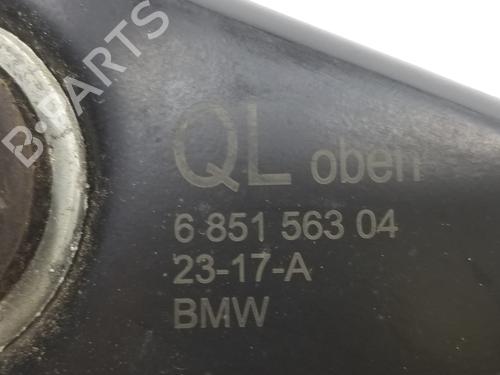 B-PARTS
QL oben
6 851 563 04
23-17-A
BMW